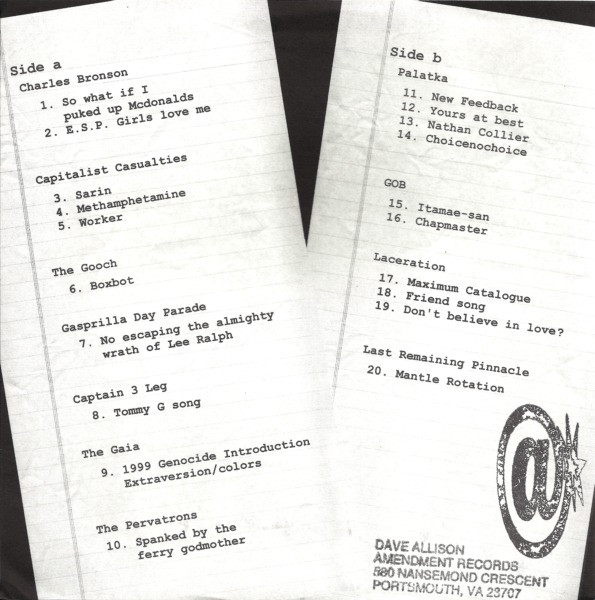 Side a
Charles Bronson
1. So what if I
puked up Mcdonalds
2. E.S.P. Girls love me
Capitalist Casualties
3. Sarin
4. Methamphetamine
5. Worker
The Gooch
6. Boxbot
Gasprilla Day Parade
7. No escaping the almighty
wrath of Lee Ralph
Captain 3 Leg
8. Tommy G song
The Gaia
9. 1999 Genocide Introduction
Extraversion/colors
The Pervatrons
10. Spanked by the
ferry godmother
Side b
Palatka
11. New Feedback
12. Yours at best
13. Nathan Collier
14. Choicenochoice
GOB
15. Itamae-san
16. Chapmaster
Laceration
17. Maximum Catalogue
18. Friend song
19. Don't believe in love?
Last Remaining Pinnacle
20. Mantle Rotation
@
DAVE ALLISON
AMENDMENT RECORDS
580 NANSEMOND CRESCENT
PORTSMOUTH, VA 23707